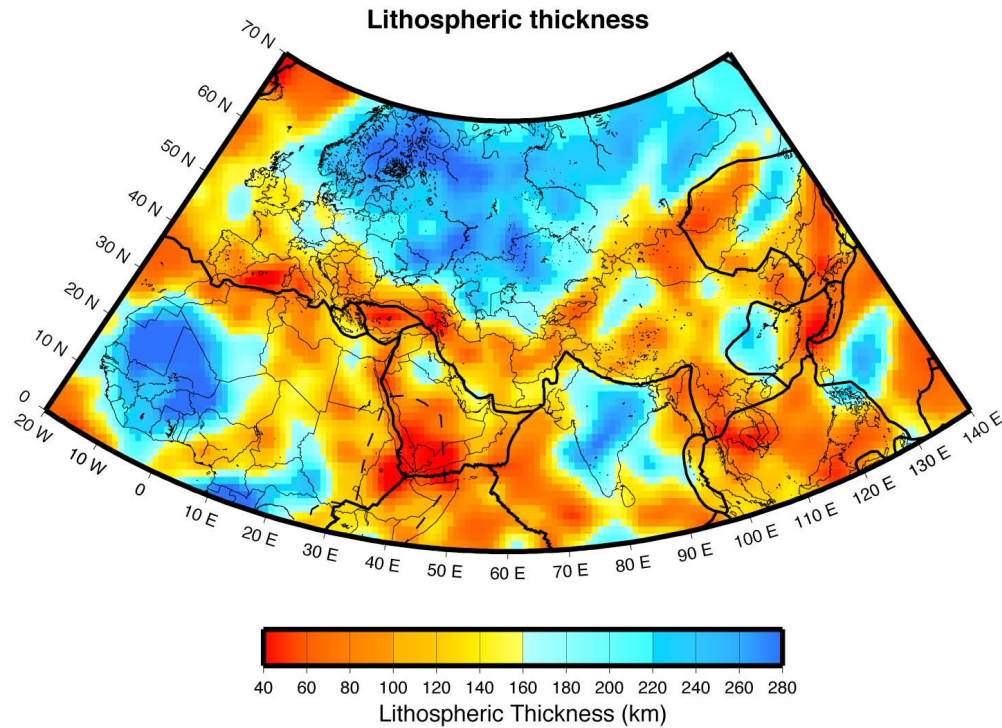 Lithospheric thickness
70 N
60 N
50 N
40 N
30 N
20 N
10 N
0
20 W
10 W
0
10 E
20 E
30 E
40 E
50 E
60 E
70 E
80 E
90 E
100 E
110 E
120 E
130 E
140 E
40 60 80 100 120 140 160 180 200 220 240 260 280
Lithospheric Thickness (km)